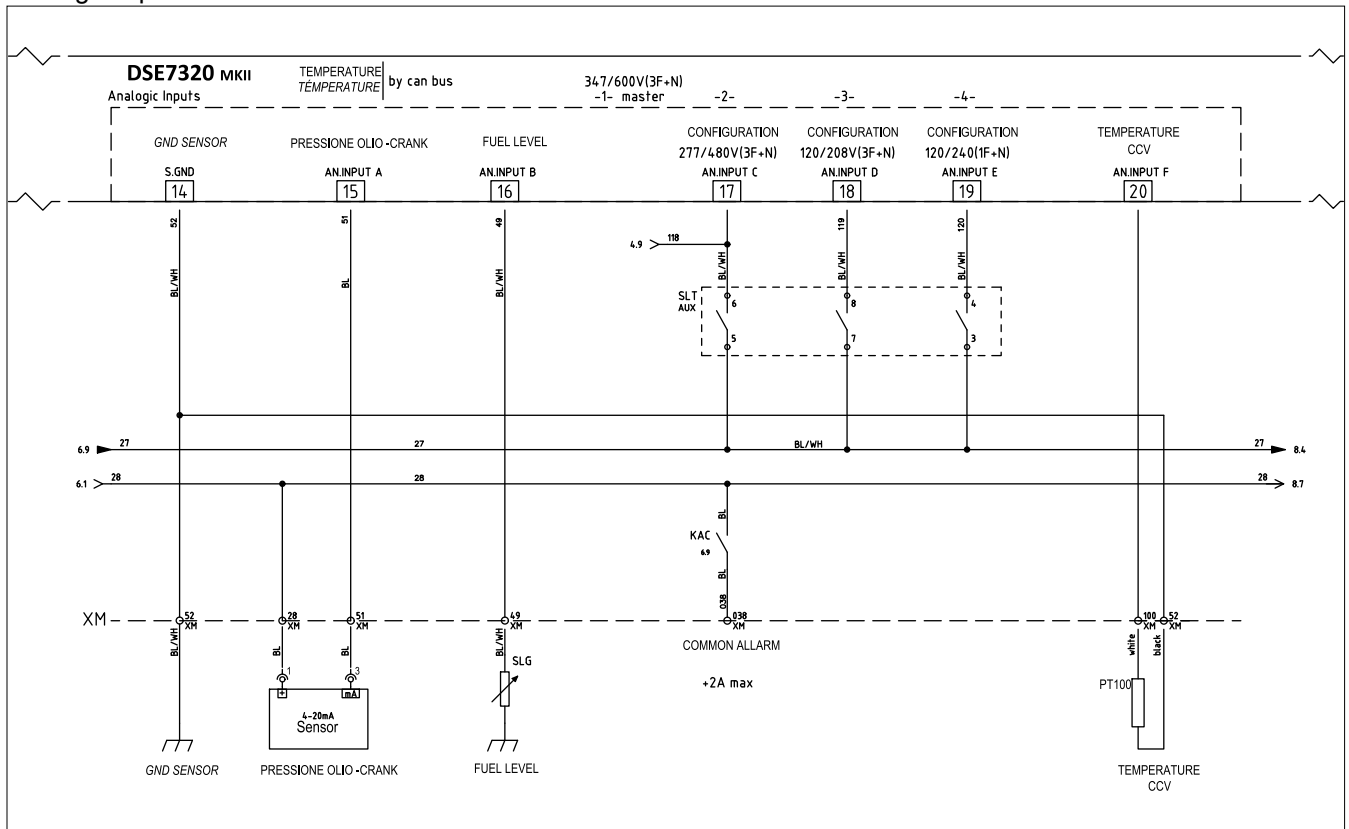 DSE7320 MKII
TEMPERATURE
TÉMPERATURE
by can bus
347/600V(3F+N)
Analogic Inputs
-1- master
-2-
-3-
-4-
GND SENSOR
PRESSIONE OLIO -CRANK
FUEL LEVEL
CONFIGURATION
277/480V(3F+N)
CONFIGURATION
120/208V(3F+N)
CONFIGURATION
120/240(1F+N)
TEMPERATURE
CCV
S.GND
AN.INPUT A
AN.INPUT B
AN.INPUT C
AN.INPUT D
AN.INPUT E
AN.INPUT F
14
15
16
17
18
19
20
52
51
49
119
120
4.9
118
BL/WH
BL
BL/WH
BL/WH
BL/WH
BL/WH
SLT
AUX
6
8
4
5
7
3
6.9
27
27
BL/WH
27
8.4
6.1
28
28
28
8.7
BL
KAC
6.9
BL
038
XM
52
XM
28
XM
51
XM
49
XM
038
XM
100
XM
52
XM
BL/WH
BL
BL
BL/WH
white
black
COMMON ALLARM
+2A max
1
3
+
mA
4-20mA
Sensor
SLG
PT100
GND SENSOR
PRESSIONE OLIO -CRANK
FUEL LEVEL
TEMPERATURE
CCV